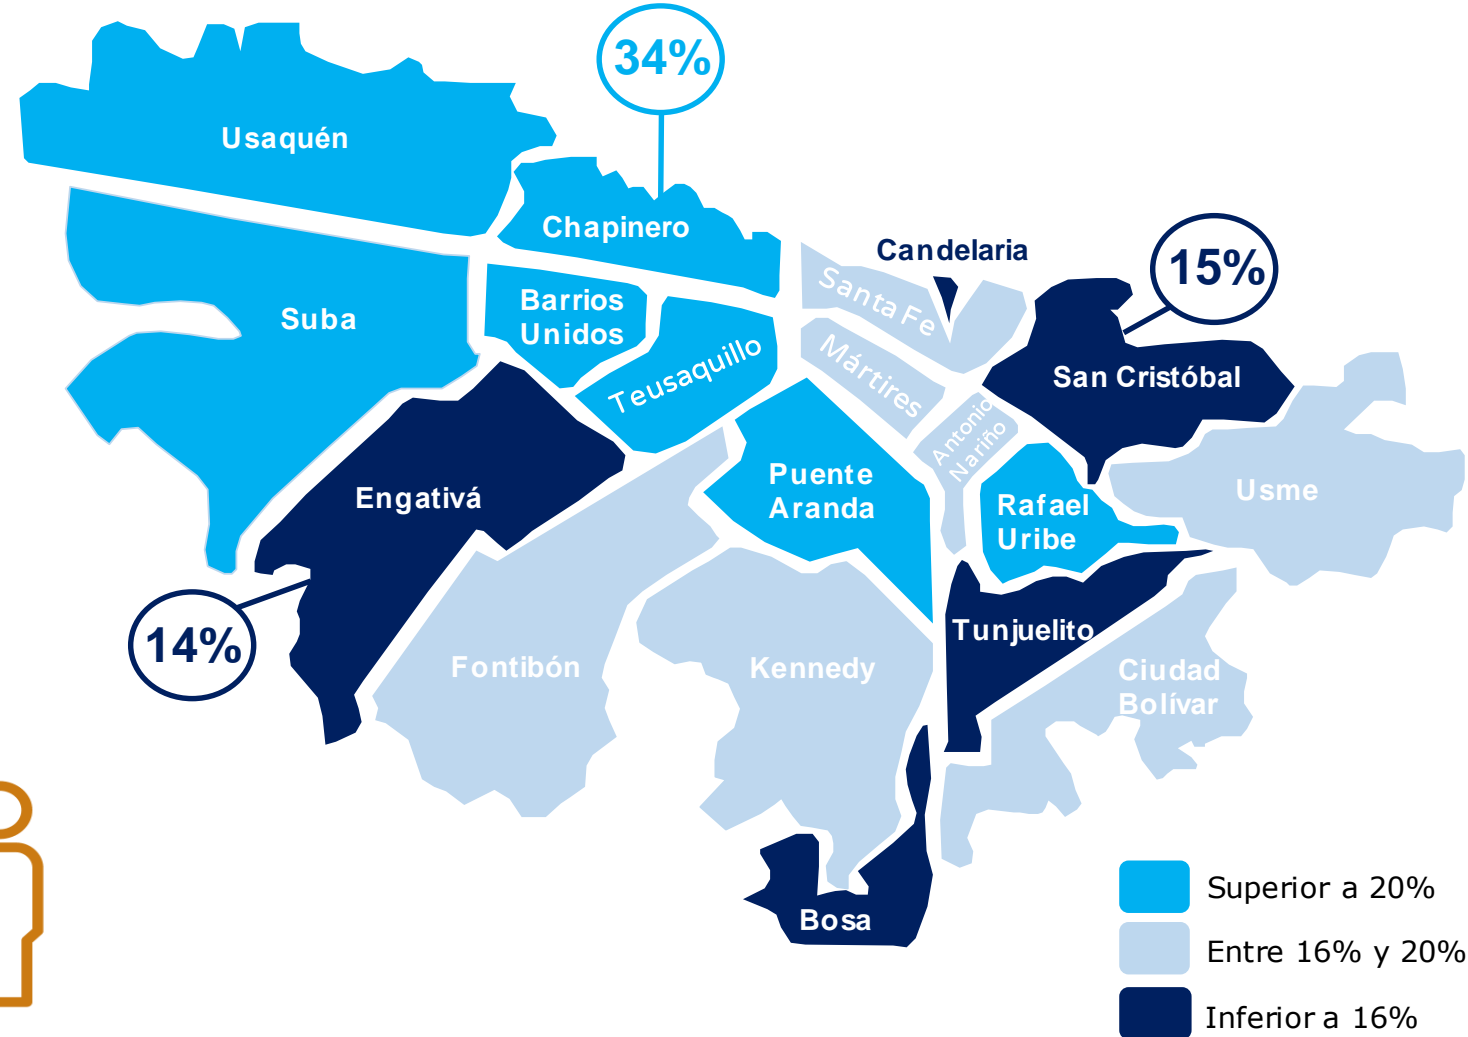 34%
Usaquén
Chapinero
Candelaria
15%
Santa Fe
Barrios
Unidos
Suba
Teusaquillo
Mártires
San Cristóbal
Antonio
Nariño
Puente
Aranda
Engativá
Rafael
Uribe
Usme
14%
Tunjuelito
Fontibón
Kennedy
Ciudad
Bolívar
Bosa
Superior a 20%
Entre 16% y 20%
Inferior a 16%